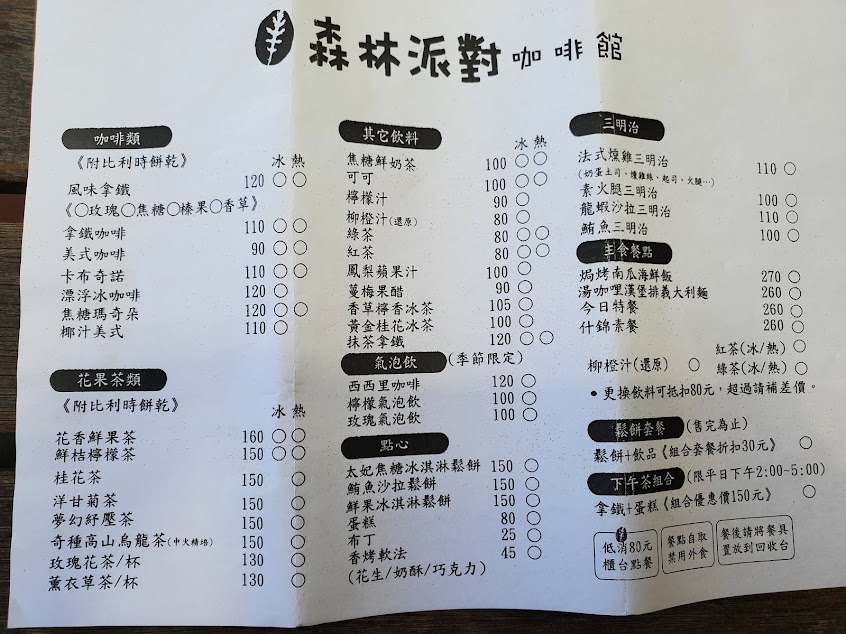 森林派對咖啡館
咖啡類
《附比利時餅乾》 冰 熱
風味拿鐵 120 ○ ○
《○玫瑰○焦糖○榛果○香草》
拿鐵咖啡 110 ○ ○
美式咖啡 90 ○ ○
卡布奇諾 110 ○ ○
漂浮冰咖啡 120 ○
焦糖瑪奇朵 120 ○ ○
椰汁美式 110 ○
花果茶類
《附比利時餅乾》
冰 熱
花香鮮果茶 160 ○ ○
鮮桔檸檬茶 150 ○ ○
桂花茶 150 ○
洋甘菊茶 150 ○
夢幻紓壓茶 150 ○
奇種高山烏龍茶(中火精培) 150 ○
玫瑰花茶/杯 130 ○
薰衣草茶/杯 130 ○
其它飲料
冰 熱
焦糖鮮奶茶 100 ○ ○
可可 100 ○ ○
檸檬汁 90 ○
柳橙汁(還原) 80 ○
綠茶 80 ○ ○
紅茶 80 ○ ○
鳳梨蘋果汁 100 ○
蔓梅果醋 90 ○
香草檸香冰茶 105 ○
黃金桂花冰茶 100 ○
抹茶拿鐵 120 ○ ○
氣泡飲 (季節限定)
西西里咖啡 120 ○
檸檬氣泡飲 100 ○
玫瑰氣泡飲 100 ○
點心
太妃焦糖冰淇淋鬆餅 150 ○
鮪魚沙拉鬆餅 150 ○
鮮果冰淇淋鬆餅 150 ○
蛋糕 80 ○
布丁 25 ○
香烤軟法 45 ○
(花生/奶酥/巧克力)
三明治
法式燻雞三明治 110 ○
(奶蛋土司、燻雞絲、起司、火腿…)
素火腿三明治 100 ○
龍蝦沙拉三明治 110 ○
鮪魚三明治 100 ○
主食餐點
焗烤南瓜海鮮飯 270 ○
湯咖哩漢堡排義大利麵 260 ○
今日特餐 260 ○
什錦素餐 260 ○
紅茶(冰/熱) ○
柳橙汁(還原) ○ 綠茶(冰/熱) ○
• 更換飲料可抵扣80元，超過請補差價。
鬆餅套餐 (售完為止)
鬆餅+飲品《組合套餐折扣30元》 ○
下午茶組合 (限平日下午2:00~5:00)
拿鐵+蛋糕《組合優惠價150元》 ○
低消80元
櫃台點餐
餐點自取
禁用外食
餐後請將餐具
置放到回收台